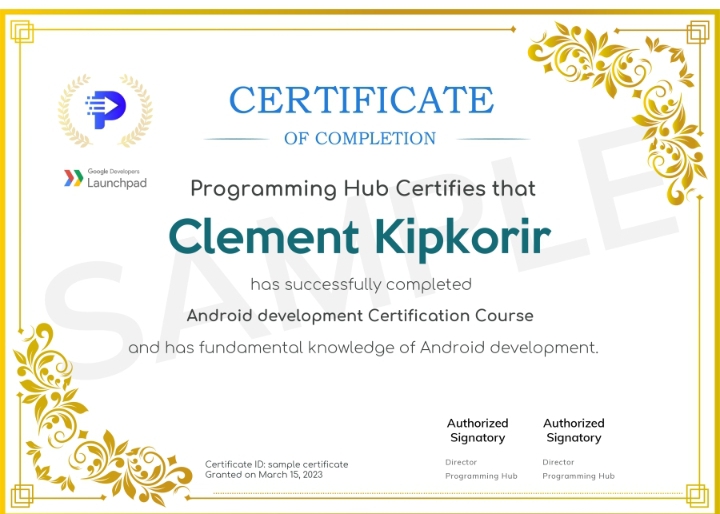 CERTIFICATE
OF COMPLETION
Google Developers
Launchpad
Programming Hub Certifies that
Clement Kipkorir
has successfully completed
Android development Certification Course
and has fundamental knowledge of Android development.
SAMPLE
Authorized Signatory
Authorized Signatory
Director
Director
Programming Hub
Programming Hub
Certificate ID: sample certificate
Granted on March 15, 2023